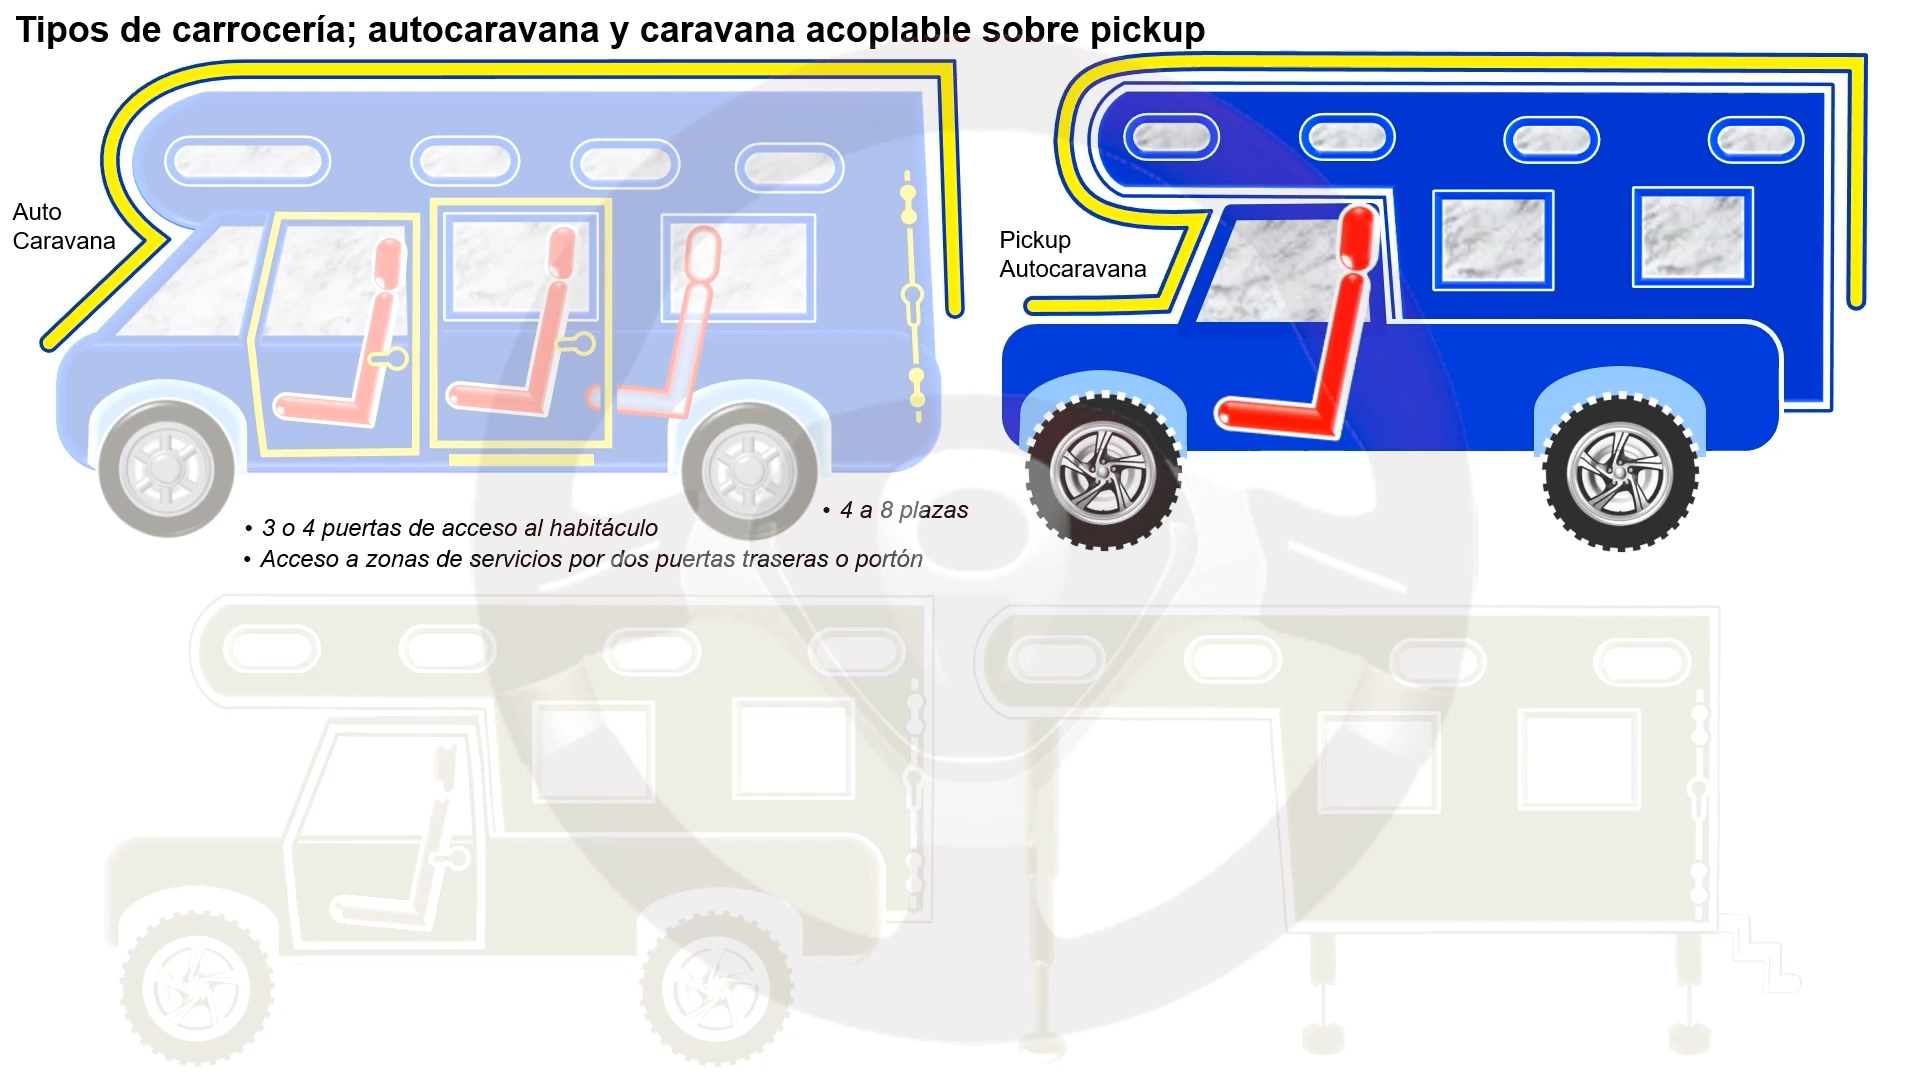 Tipos de carrocería; autocaravana y caravana acoplable sobre pickup
Auto
Caravana
Pickup
Autocaravana
• 4 a 8 plazas
• 3 o 4 puertas de acceso al habitáculo
• Acceso a zonas de servicios por dos puertas traseras o portón